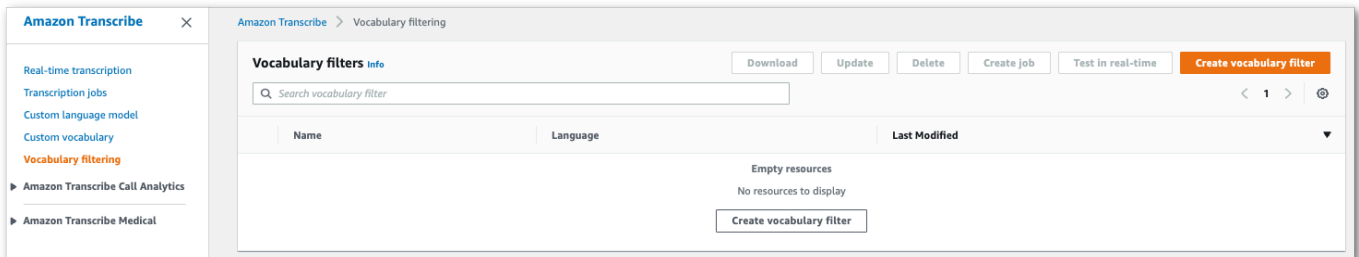 Amazon Transcribe
Real-time transcription
Transcription jobs
Custom language model
Custom vocabulary
Vocabulary filtering
Amazon Transcribe Call Analytics
Amazon Transcribe Medical
Amazon Transcribe > Vocabulary filtering
Vocabulary filters Info Download Update Delete Create job Test in real-time Create vocabulary filter
Search vocabulary filter < 1 >
Name Language Last Modified
Empty resources
No resources to display
Create vocabulary filter